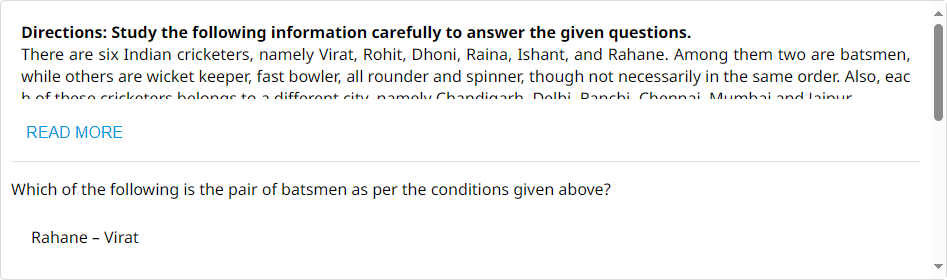 Directions: Study the following information carefully to answer the given questions.
There are six Indian cricketers, namely Virat, Rohit, Dhoni, Raina, Ishant, and Rahane. Among them two are batsmen,
while others are wicket keeper, fast bowler, all rounder and spinner, though not necessarily in the same order. Also, eac
h of these cricketers belongs to a different city, namely Chandigarh, Delhi, Ranchi, Chennai, Mumbai and Jaipur.
READ MORE
Which of the following is the pair of batsmen as per the conditions given above?
Rahane – Virat